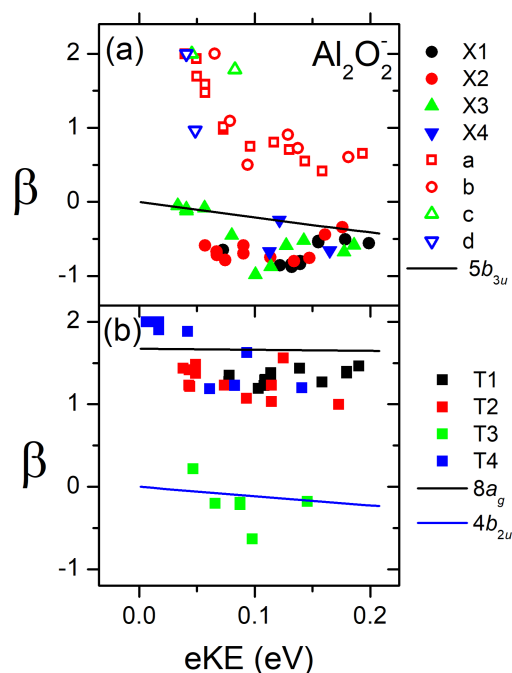 (a)
Al₂O₂⁻
2
1
0
-1
β
X1
X2
X3
X4
a
b
c
d
5b₃ᵤ
(b)
2
1
0
-1
β
T1
T2
T3
T4
8a_g
4b₂ᵤ
0.0
0.1
0.2
eKE (eV)